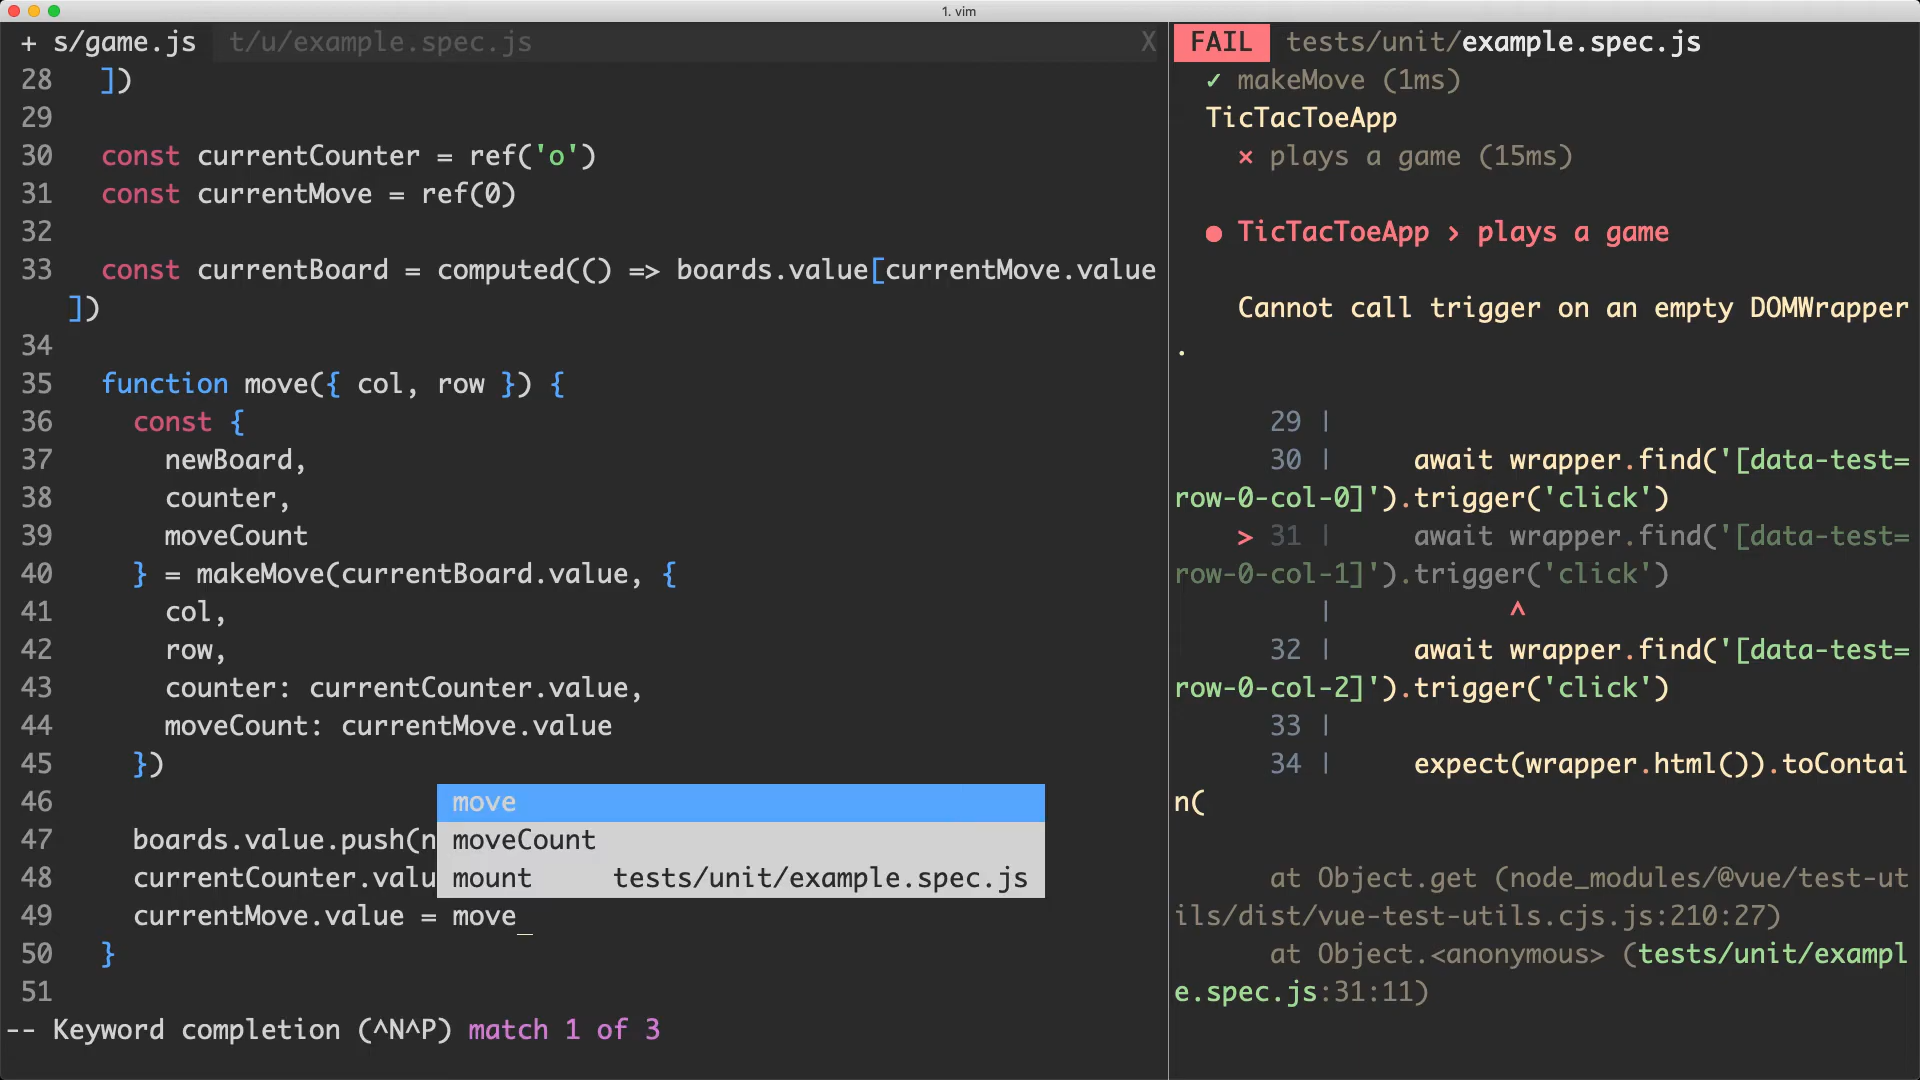 1. vim
+ s/game.js  t/u/example.spec.js  X
28    ])
29
30    const currentCounter = ref('o')
31    const currentMove = ref(0)
32
33    const currentBoard = computed(() => boards.value[currentMove.value
])
34
35    function move({ col, row }) {
36      const {
37        newBoard,
38        counter,
39        moveCount
40      } = makeMove(currentBoard.value, {
41        col,
42        row,
43        counter: currentCounter.value,
44        moveCount: currentMove.value
45      })
46
47      boards.value.push(n
48      currentCounter.valu
49      currentMove.value = move_
50    }
51
move
moveCount
mount     tests/unit/example.spec.js
-- Keyword completion (^N^P) match 1 of 3
FAIL  tests/unit/example.spec.js
✓ makeMove (1ms)
TicTacToeApp
✕ plays a game (15ms)
● TicTacToeApp › plays a game
Cannot call trigger on an empty DOMWrapper
.
29 |
30 |     await wrapper.find('[data-test=
row-0-col-0]').trigger('click')
> 31 |     await wrapper.find('[data-test=
row-0-col-1]').trigger('click')
|           ^
32 |     await wrapper.find('[data-test=
row-0-col-2]').trigger('click')
33 |
34 |     expect(wrapper.html()).toContai
n(
at Object.get (node_modules/@vue/test-ut
ils/dist/vue-test-utils.cjs.js:210:27)
at Object.<anonymous> (tests/unit/exampl
e.spec.js:31:11)